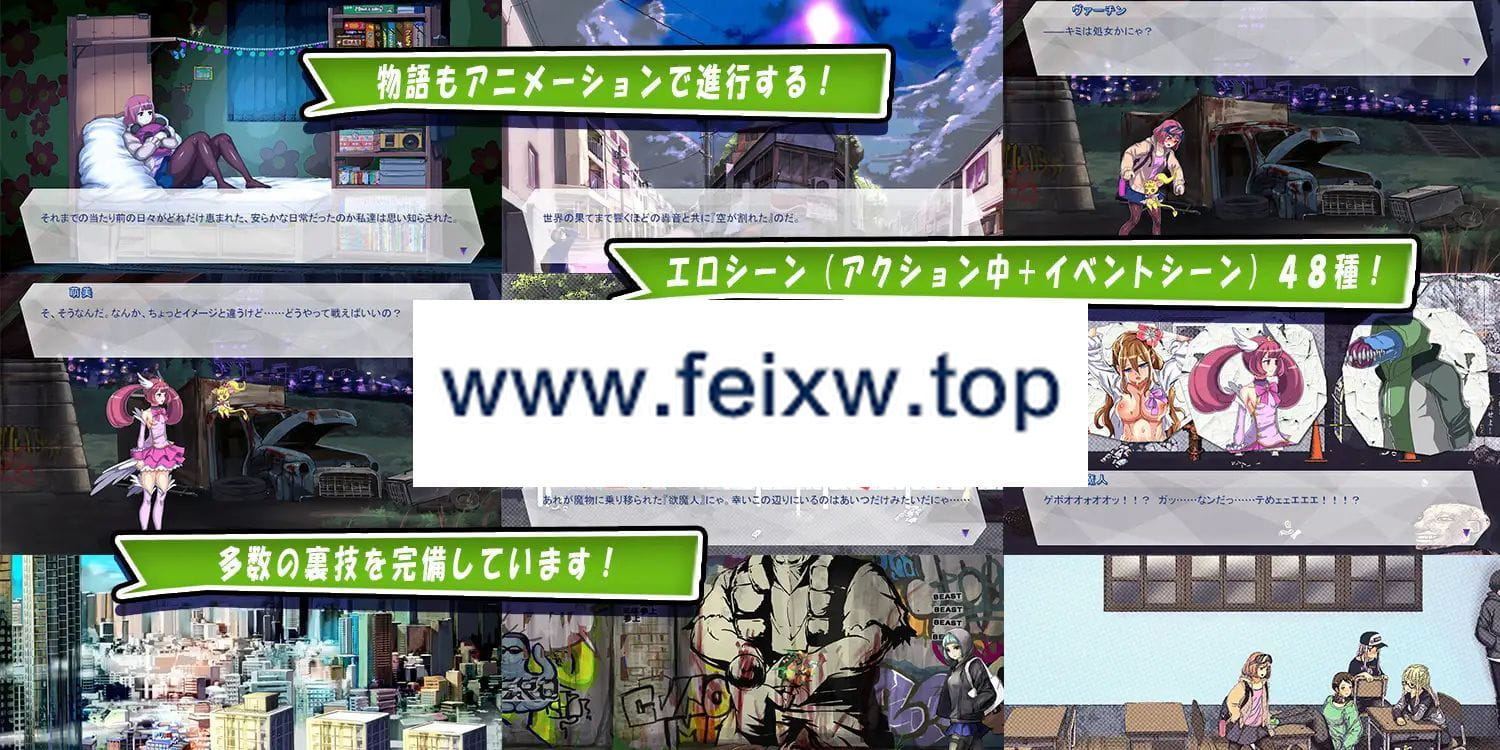 ヴァーチン
――キミは処女かにゃ？
物語もアニメーションで進行する！
それまでの当たり前の日々がどれだけ恵まれた、安らかな日常だったのか私達は思い知らされた。
世界の果てまで響くほどの轟音と共に『空が割れた』のだ。
エロシーン（アクション中＋イベントシーン）４８種！
萌美
そ、そうなんだ。なんか、ちょっとイメージと違うけど……どうやって戦えばいいの？
www.feixw.top
魔人
あれが魔物に乗り移られた『欲魔人』にゃ。幸いこの辺りにいるのはあいつだけみたいだにゃ……
ゲボオオォオオッ！！？　ガッ……なンだっ……テめェェエエエ！！！！？
多数の裏技を完備しています！
BEAST
BEAST
BEAST